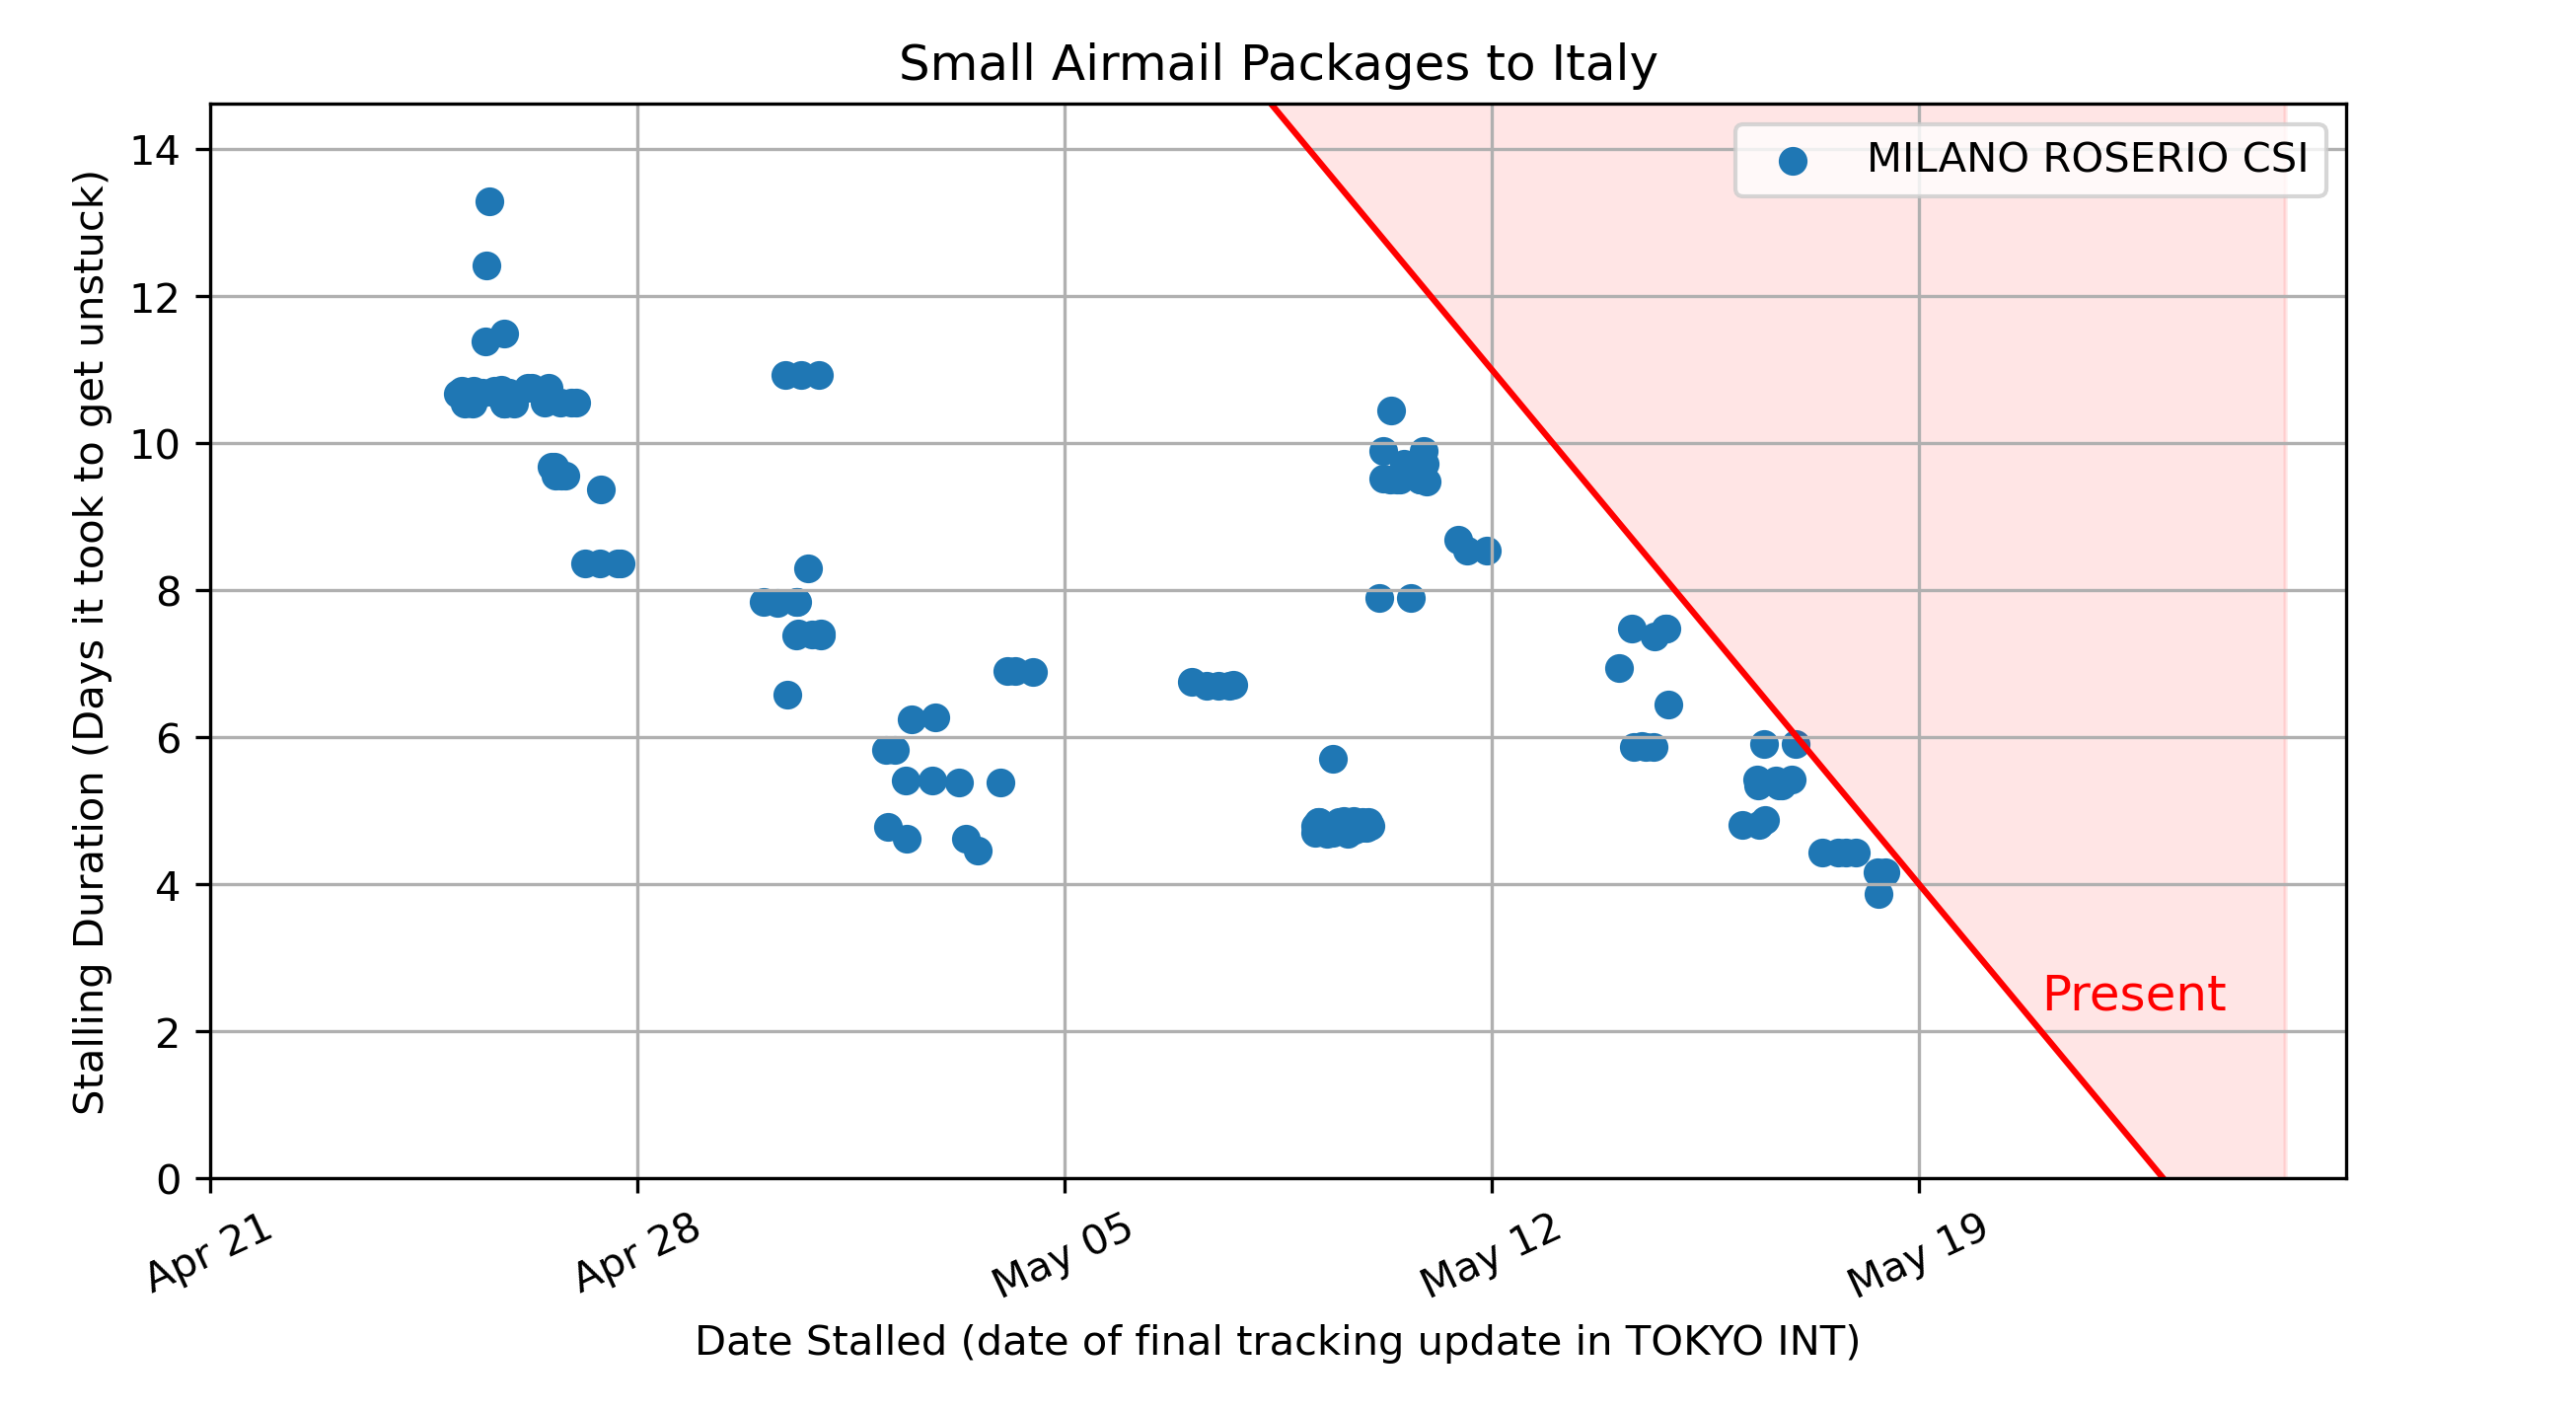 Small Airmail Packages to Italy
MILANO ROSERIO CSI
Stalling Duration (Days it took to get unstuck)
14
12
10
8
6
4
2
0
Present
Apr 21
Apr 28
May 05
May 12
May 19
Date Stalled (date of final tracking update in TOKYO INT)